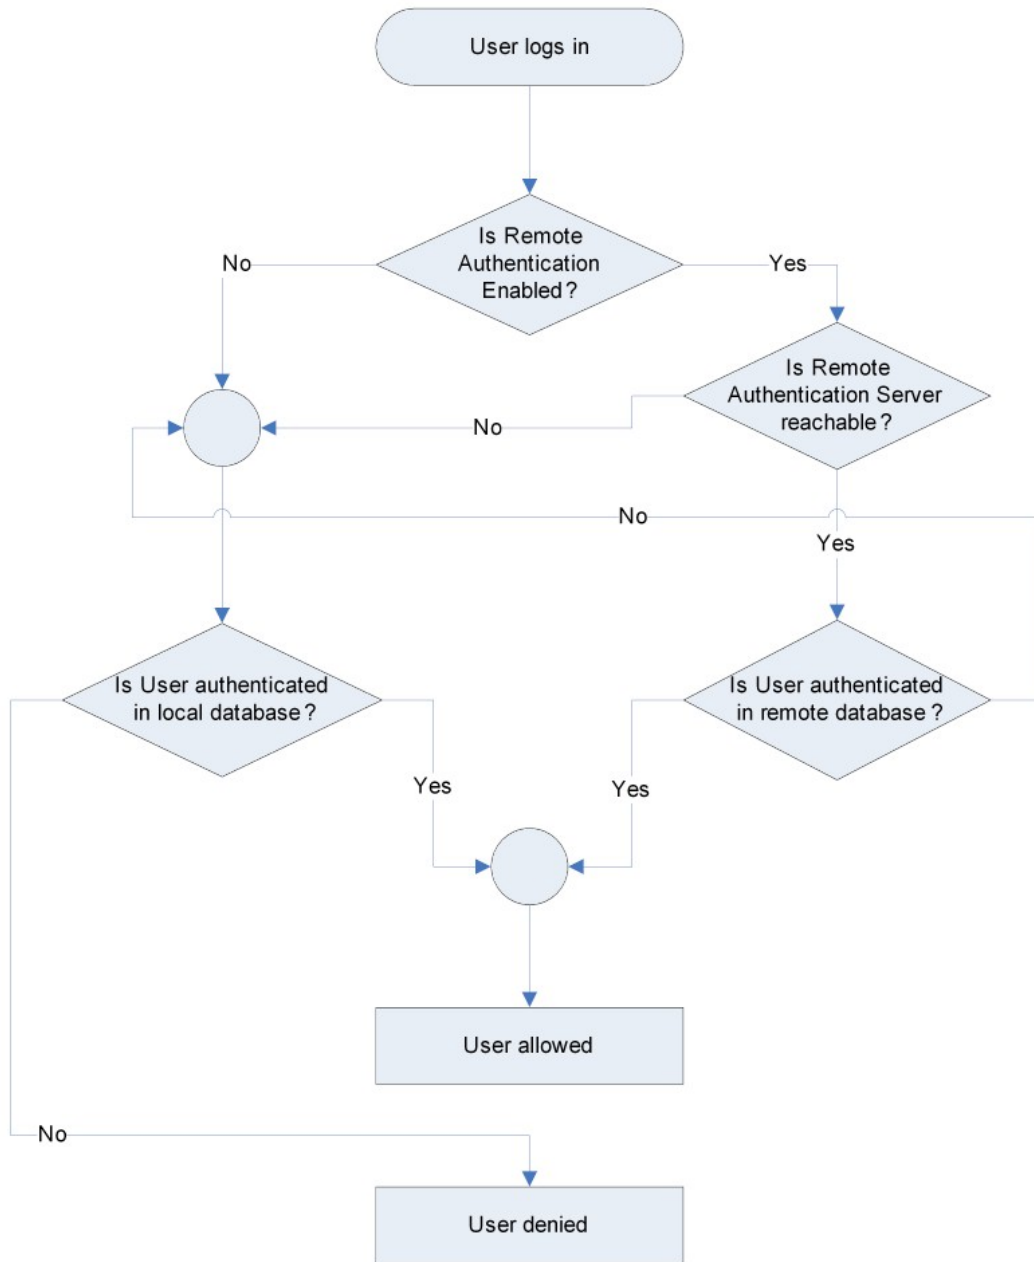 User logs in
Is Remote
Authentication
Enabled?
No
Yes
Is Remote
Authentication Server
reachable?
No
No
Yes
Is User authenticated
in local database?
Is User authenticated
in remote database?
Yes
Yes
User allowed
No
User denied